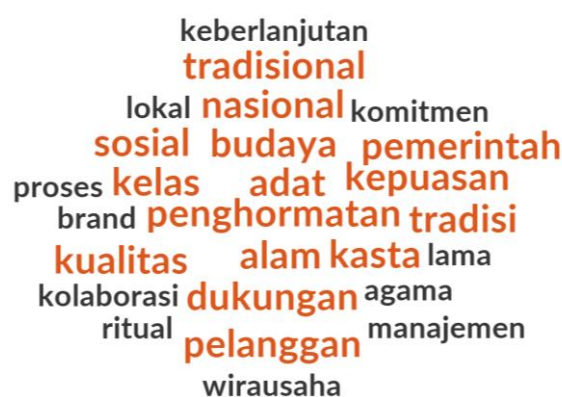 keberlanjutan
tradisional
lokal nasional komitmen
sosial budaya pemerintah
proses kelas adat kepuasan
brand penghormatan tradisi
kualitas alam kasta lama
kolaborasi dukungan agama
ritual pelanggan manajemen
wirausaha